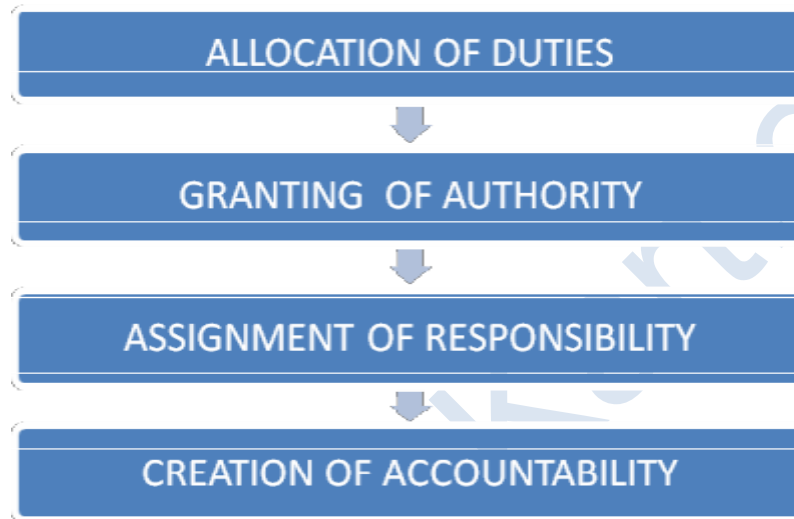 ALLOCATION OF DUTIES
GRANTING OF AUTHORITY
ASSIGNMENT OF RESPONSIBILITY
CREATION OF ACCOUNTABILITY